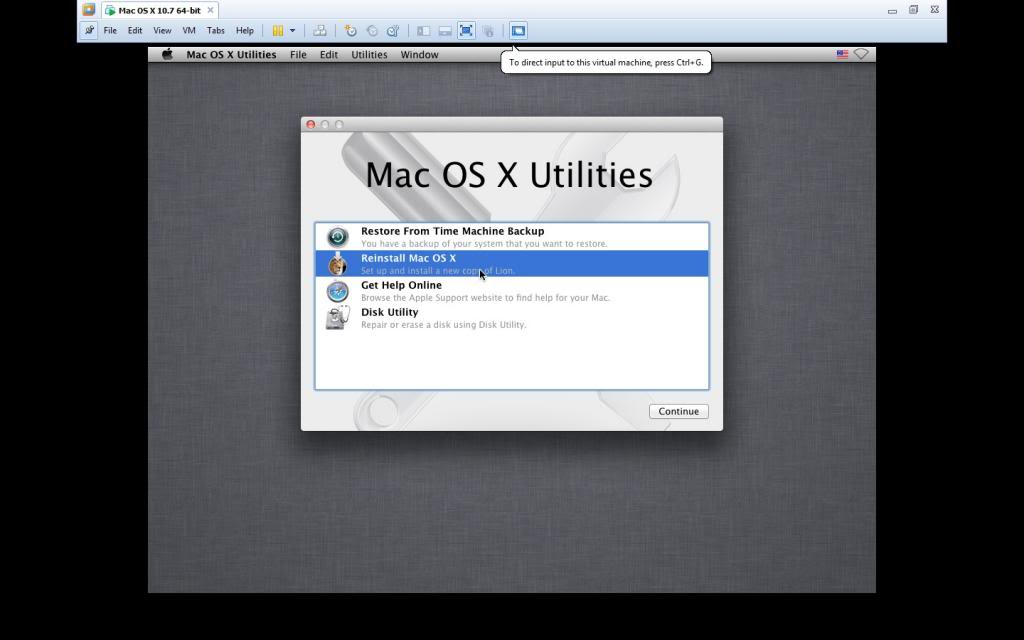 Mac OS X 10.7 64-bit
File Edit View VM Tabs Help
Mac OS X Utilities File Edit Utilities Window
To direct input to this virtual machine, press Ctrl+G.
Mac OS X Utilities
Restore From Time Machine Backup
You have a backup of your system that you want to restore.
Reinstall Mac OS X
Set up and install a new copy of Lion.
Get Help Online
Browse the Apple Support website to find help for your Mac.
Disk Utility
Repair or erase a disk using Disk Utility.
Continue